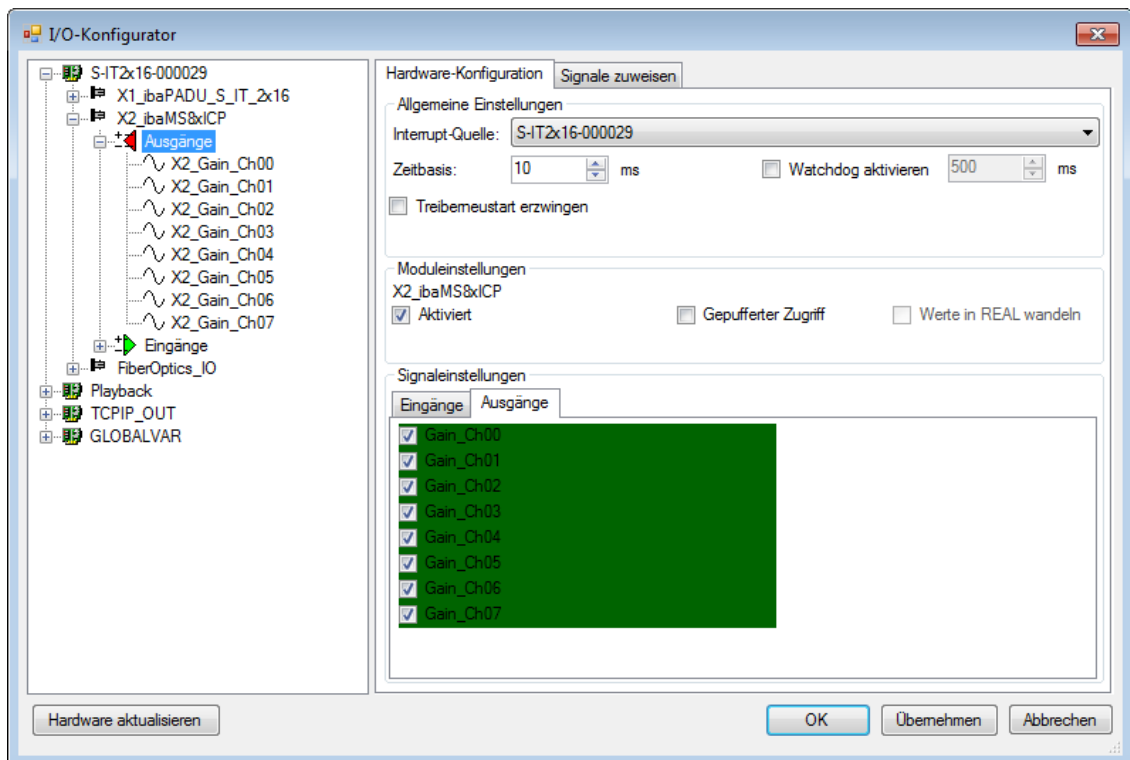 I/O-Konfigurator
S-IT2x16-000029
X1_ibaPADU_S_IT_2x16
X2_ibaMS8xICP
Ausgänge
X2_Gain_Ch00
X2_Gain_Ch01
X2_Gain_Ch02
X2_Gain_Ch03
X2_Gain_Ch04
X2_Gain_Ch05
X2_Gain_Ch06
X2_Gain_Ch07
Eingänge
FiberOptics_IO
Playback
TCPIP_OUT
GLOBALVAR
Hardware-Konfiguration Signale zuweisen
Allgemeine Einstellungen
Interrupt-Quelle: S-IT2x16-000029
Zeitbasis: 10 ms Watchdog aktivieren 500 ms
Treiberneustart erzwingen
Moduleinstellungen
X2_ibaMS8xICP
Aktiviert Gepufferter Zugriff Werte in REAL wandeln
Signaleinstellungen
Eingänge Ausgänge
Gain_Ch00
Gain_Ch01
Gain_Ch02
Gain_Ch03
Gain_Ch04
Gain_Ch05
Gain_Ch06
Gain_Ch07
Hardware aktualisieren OK Übernehmen Abbrechen